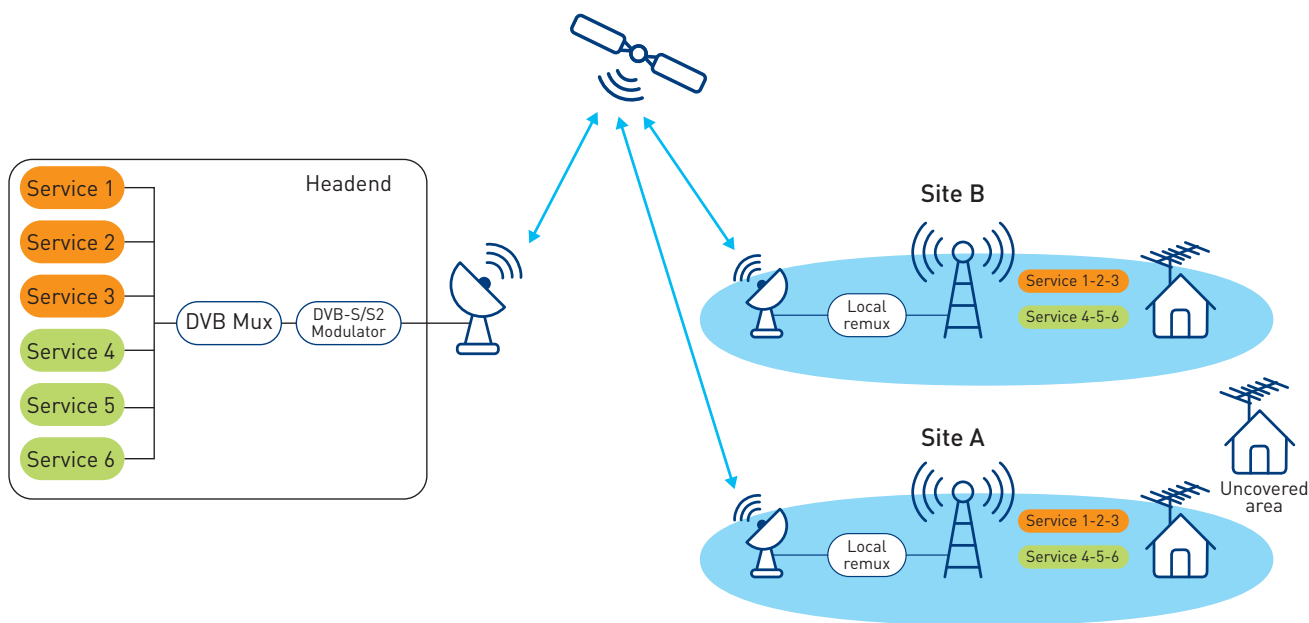 Headend
Service 1
Service 2
Service 3
Service 4
Service 5
Service 6
DVB Mux
DVB-S/S2
Modulator
Site B
Local
remux
Service 1-2-3
Service 4-5-6
Site A
Local
remux
Service 1-2-3
Service 4-5-6
Uncovered
area